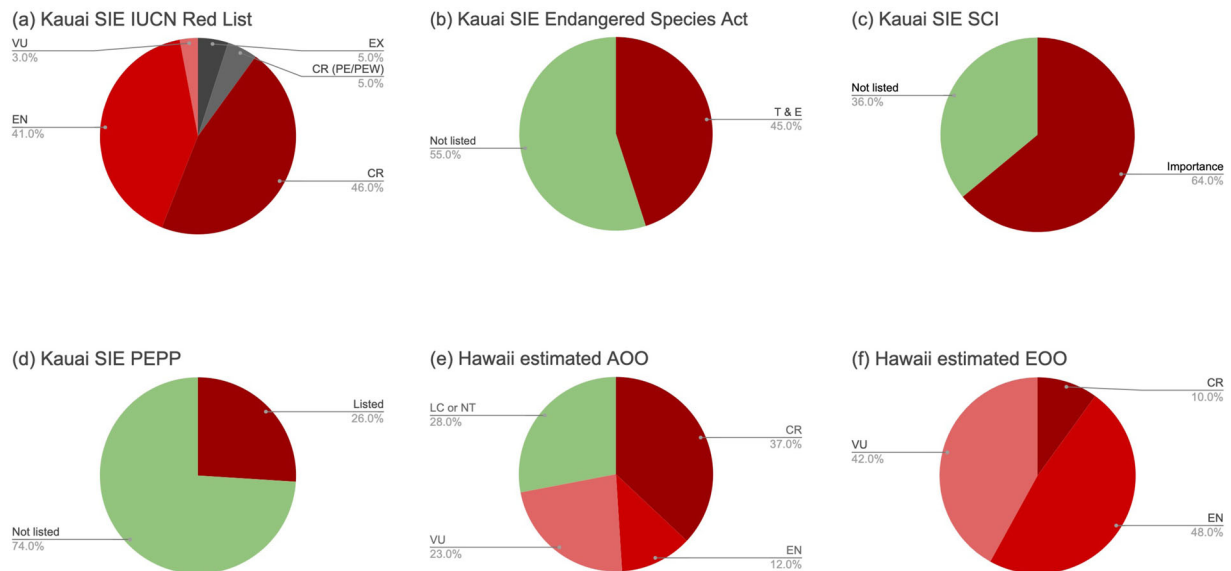 (a) Kauai SIE IUCN Red List
VU
3.0%
EX
5.0%
CR (PE/PEW)
5.0%
EN
41.0%
CR
46.0%
(b) Kauai SIE Endangered Species Act
T & E
45.0%
Not listed
55.0%
(c) Kauai SIE SCI
Not listed
36.0%
Importance
64.0%
(d) Kauai SIE PEPP
Listed
26.0%
Not listed
74.0%
(e) Hawaii estimated AOO
LC or NT
28.0%
CR
37.0%
VU
23.0%
EN
12.0%
(f) Hawaii estimated EOO
CR
10.0%
VU
42.0%
EN
48.0%